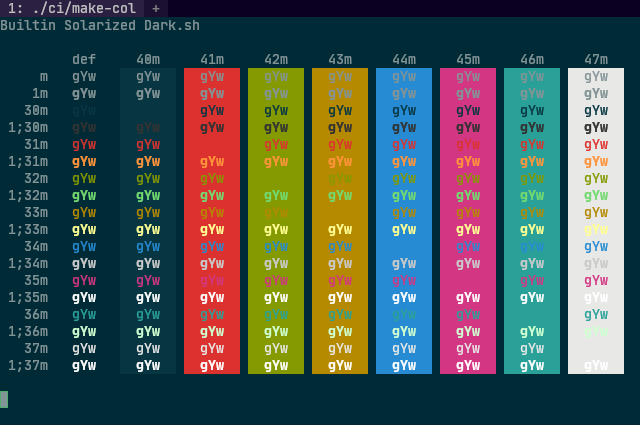 1: ./ci/make-col +
Builtin Solarized Dark.sh
def 40m 41m 42m 43m 44m 45m 46m 47m
m gYw gYw gYw gYw gYw gYw gYw gYw gYw
1m gYw gYw gYw gYw gYw gYw gYw gYw gYw
30m gYw gYw gYw gYw gYw gYw gYw gYw
1;30m gYw gYw gYw gYw gYw gYw gYw gYw gYw
31m gYw gYw gYw gYw gYw gYw gYw gYw
1;31m gYw gYw gYw gYw gYw gYw gYw gYw gYw
32m gYw gYw gYw gYw gYw gYw gYw gYw
1;32m gYw gYw gYw gYw gYw gYw gYw gYw gYw
33m gYw gYw gYw gYw gYw gYw gYw gYw
1;33m gYw gYw gYw gYw gYw gYw gYw gYw gYw
34m gYw gYw gYw gYw gYw gYw gYw gYw
1;34m gYw gYw gYw gYw gYw gYw gYw gYw gYw
35m gYw gYw gYw gYw gYw gYw gYw gYw
1;35m gYw gYw gYw gYw gYw gYw gYw gYw gYw
36m gYw gYw gYw gYw gYw gYw gYw gYw
1;36m gYw gYw gYw gYw gYw gYw gYw gYw gYw
37m gYw gYw gYw gYw gYw gYw gYw gYw
1;37m gYw gYw gYw gYw gYw gYw gYw gYw gYw